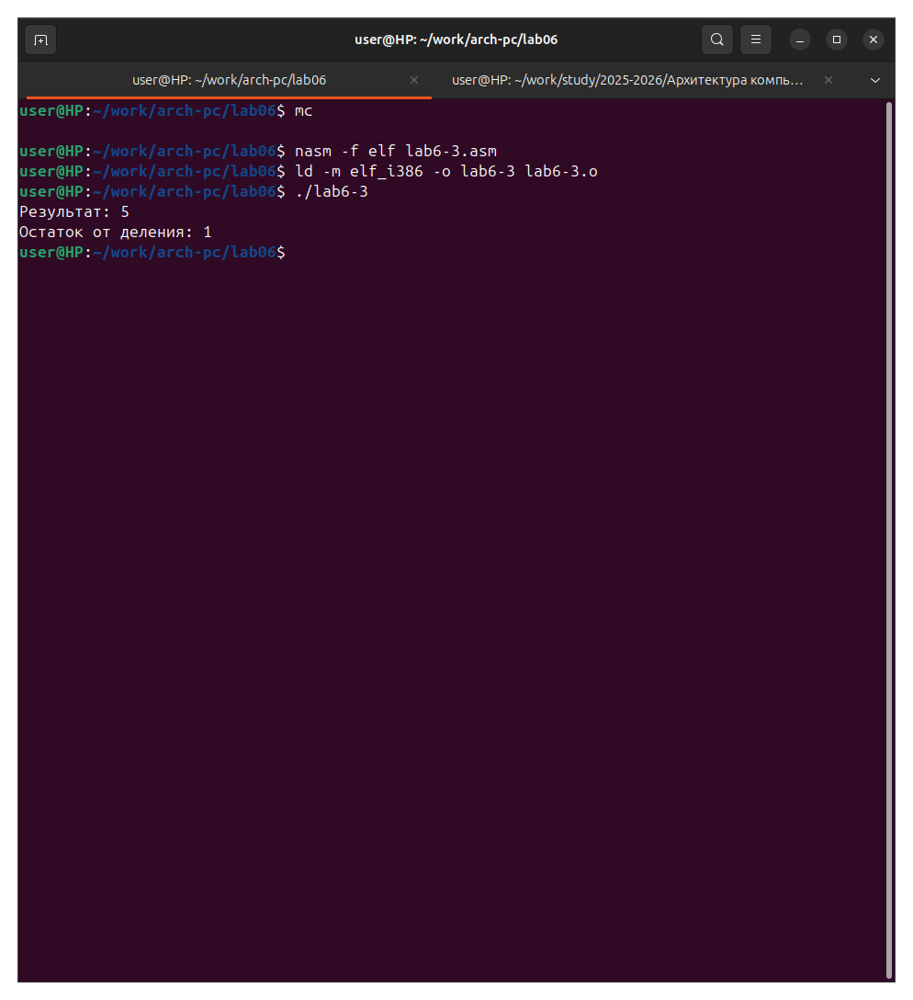 user@HP: ~/work/arch-pc/lab06
user@HP: ~/work/arch-pc/lab06
user@HP: ~/work/study/2025-2026/Архитектура компь…
user@HP:~/work/arch-pc/lab06$ mc
user@HP:~/work/arch-pc/lab06$ nasm -f elf lab6-3.asm
user@HP:~/work/arch-pc/lab06$ ld -m elf_i386 -o lab6-3 lab6-3.o
user@HP:~/work/arch-pc/lab06$ ./lab6-3
Результат: 5
Остаток от деления: 1
user@HP:~/work/arch-pc/lab06$